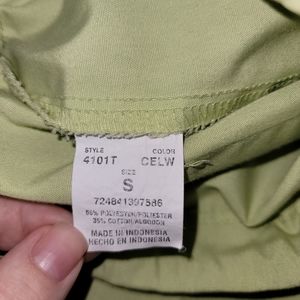 STYLE COLOR
4101T CELW
SIZE
S
724841397586
65% POLYESTER/POLIESTER
35% COTTON/ALGODON
MADE IN INDONESIA
HECHO EN INDONESIA